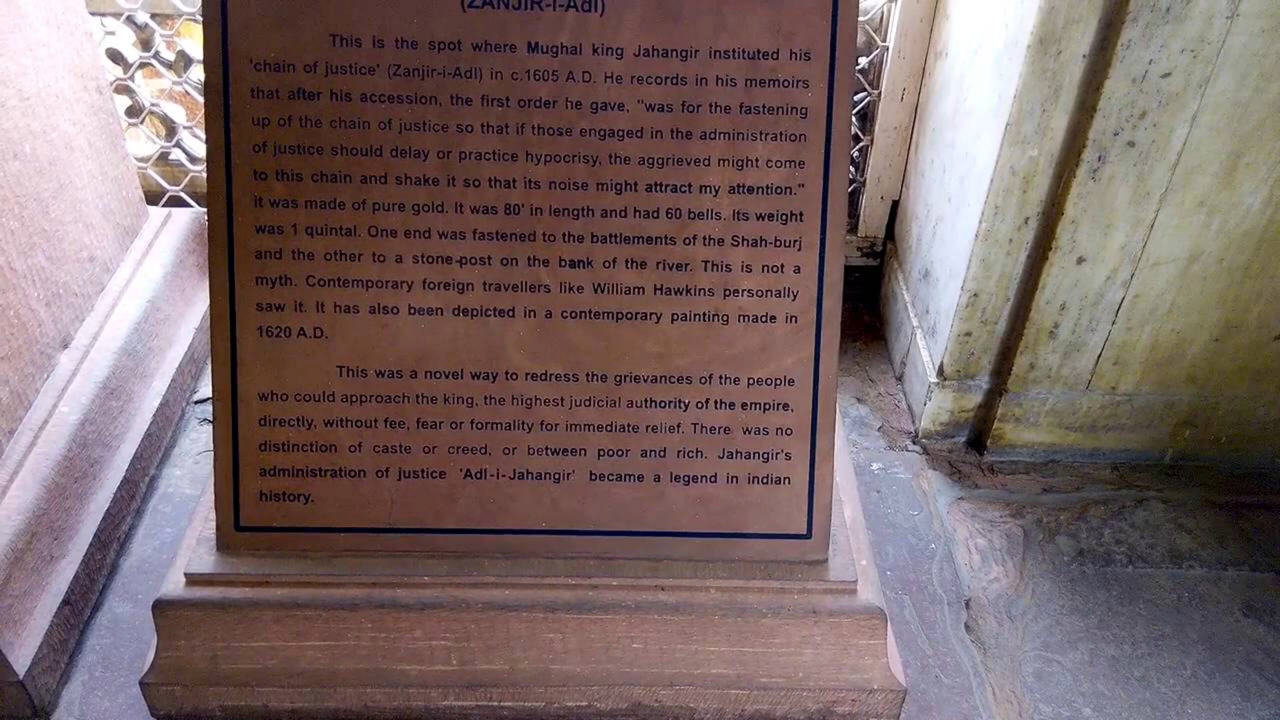 (ZANJIR-i-Adl)
This is the spot where Mughal king Jahangir instituted his
'chain of justice' (Zanjir-i-Adl) in c.1605 A.D. He records in his memoirs
that after his accession, the first order he gave, "was for the fastening
up of the chain of justice so that if those engaged in the administration
of justice should delay or practice hypocrisy, the aggrieved might come
to this chain and shake it so that its noise might attract my attention."
it was made of pure gold. It was 80' in length and had 60 bells. Its weight
was 1 quintal. One end was fastened to the battlements of the Shah-burj
and the other to a stone-post on the bank of the river. This is not a
myth. Contemporary foreign travellers like William Hawkins personally
saw it. It has also been depicted in a contemporary painting made in
1620 A.D.
This was a novel way to redress the grievances of the people
who could approach the king, the highest judicial authority of the empire,
directly, without fee, fear or formality for immediate relief. There was no
distinction of caste or creed, or between poor and rich. Jahangir's
administration of justice 'Adl-i-Jahangir' became a legend in indian
history.